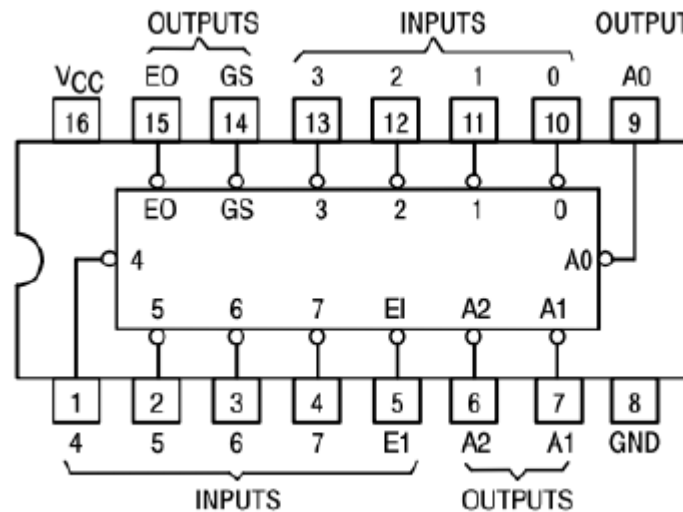 OUTPUTS INPUTS OUTPUT
VCC EO GS 3 2 1 0 A0
16 15 14 13 12 11 10 9
EO GS 3 2 1 0
4 A0
5 6 7 EI A2 A1
1 2 3 4 5 6 7 8
4 5 6 7 E1 A2 A1 GND
INPUTS OUTPUTS